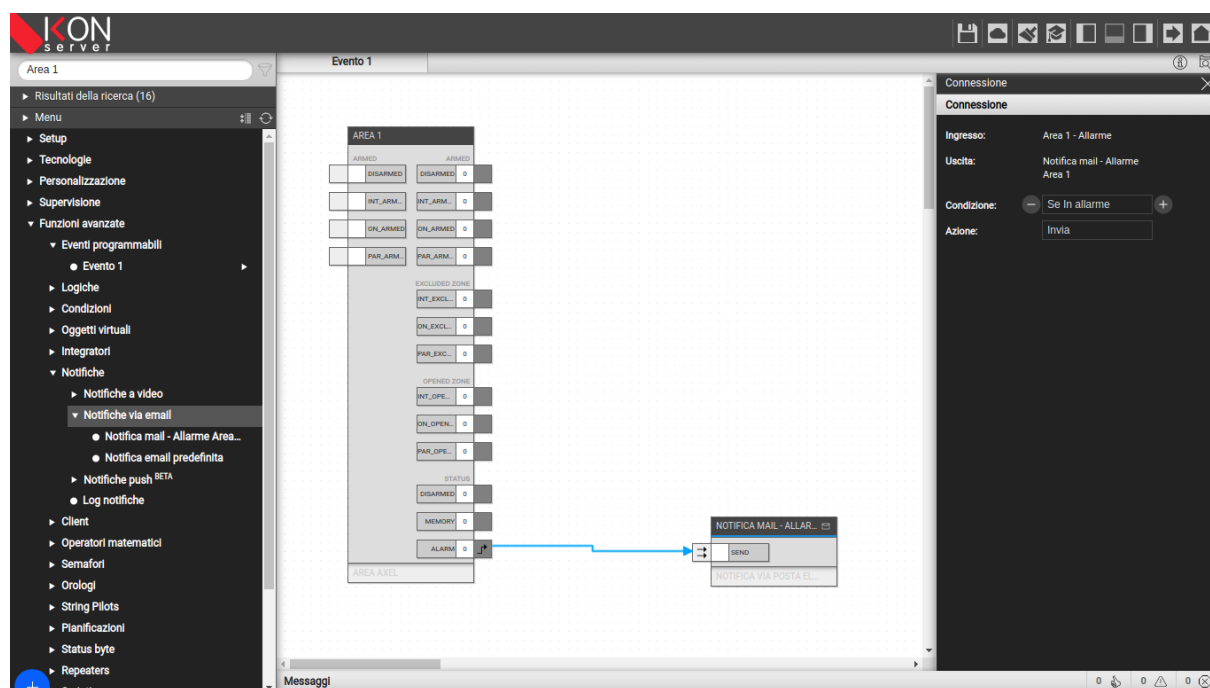 KON
server
Area 1
Risultati della ricerca (16)
Menu
Setup
Tecnologie
Personalizzazione
Supervisione
Funzioni avanzate
Eventi programmabili
Evento 1
Logiche
Condizioni
Oggetti virtuali
Integratori
Notifiche
Notifiche a video
Notifiche via email
Notifica mail - Allarme Area...
Notifica email predefinita
Notifiche push BETA
Log notifiche
Client
Operatori matematici
Semafori
Orologi
String Pilots
Pianificazioni
Status byte
Repeaters
Evento 1
AREA 1
ARMED ARMED
DISARMED DISARMED 0
INT_ARM... INT_ARM... 0
ON_ARMED ON_ARMED 0
PAR_ARM... PAR_ARM... 0
EXCLUDED ZONE
INT_EXCL... 0
ON_EXCL... 0
PAR_EXC... 0
OPENED ZONE
INT_OPE... 0
ON_OPEN... 0
PAR_OPE... 0
STATUS
DISARMED 0
MEMORY 0
ALARM 0
AREA AXEL
NOTIFICA MAIL - ALLAR...
SEND
NOTIFICA VIA POSTA EL...
Messaggi
0 0 0
Connessione
Connessione
Ingresso: Area 1 - Allarme
Uscita: Notifica mail - Allarme
Area 1
Condizione: Se In allarme
Azione: Invia